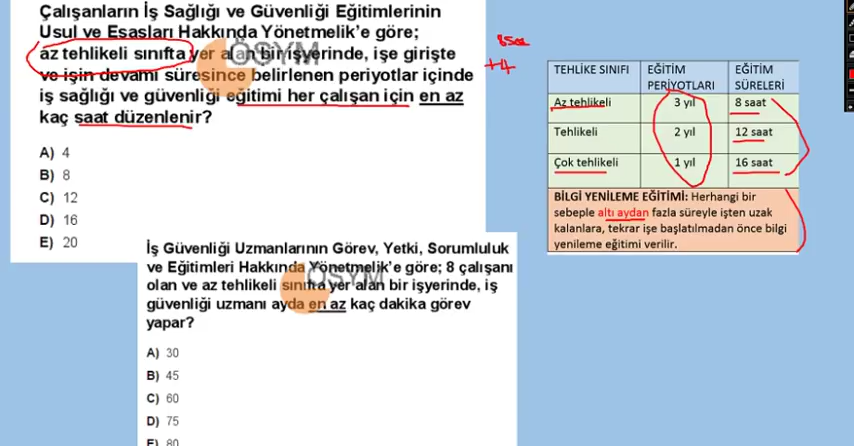 Çalışanların İş Sağlığı ve Güvenliği Eğitimlerinin
Usul ve Esasları Hakkında Yönetmelik'e göre;
az tehlikeli sınıfta yer alan bir işyerinde, işe girişte
ve işin devamı süresince belirlenen periyotlar içinde
iş sağlığı ve güvenliği eğitimi her çalışan için en az
kaç saat düzenlenir?
ÖSYM
A) 4
B) 8
C) 12
D) 16
E) 20
8 saat
+4
TEHLİKE SINIFI EĞİTİM PERİYOTLARI EĞİTİM SÜRELERİ
Az tehlikeli 3 yıl 8 saat
Tehlikeli 2 yıl 12 saat
Çok tehlikeli 1 yıl 16 saat
BİLGİ YENİLEME EĞİTİMİ: Herhangi bir
sebeple altı aydan fazla süreyle işten uzak
kalanlara, tekrar işe başlatılmadan önce bilgi
yenileme eğitimi verilir.
İş Güvenliği Uzmanlarının Görev, Yetki, Sorumluluk
ve Eğitimleri Hakkında Yönetmelik'e göre; 8 çalışanı
olan ve az tehlikeli sınıfta yer alan bir işyerinde, iş
güvenliği uzmanı ayda en az kaç dakika görev
yapar?
ÖSYM
A) 30
B) 45
C) 60
D) 75
E) 80